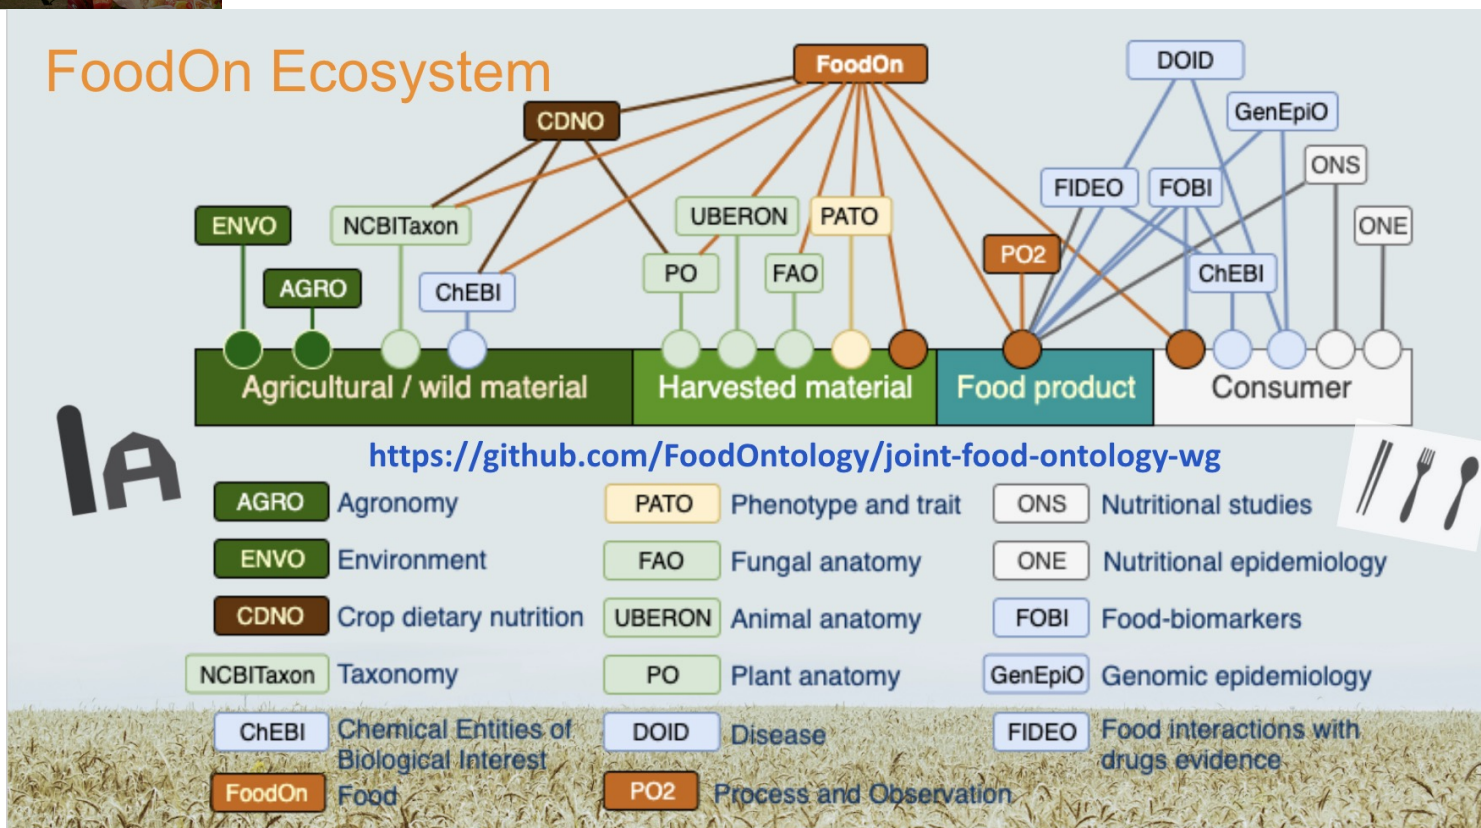 FoodOn Ecosystem
FoodOn
DOID
CDNO
GenEpiO
ONS
FIDEO
FOBI
ENVO
NCBITaxon
UBERON
PATO
ONE
PO2
AGRO
ChEBI
PO
FAO
ChEBI
Agricultural / wild material
Harvested material
Food product
Consumer
https://github.com/FoodOntology/joint-food-ontology-wg
AGRO Agronomy
ENVO Environment
CDNO Crop dietary nutrition
NCBITaxon Taxonomy
ChEBI Chemical Entities of
Biological Interest
FoodOn Food
PATO Phenotype and trait
FAO Fungal anatomy
UBERON Animal anatomy
PO Plant anatomy
DOID Disease
PO2 Process and Observation
ONS Nutritional studies
ONE Nutritional epidemiology
FOBI Food-biomarkers
GenEpiO Genomic epidemiology
FIDEO Food interactions with
drugs evidence